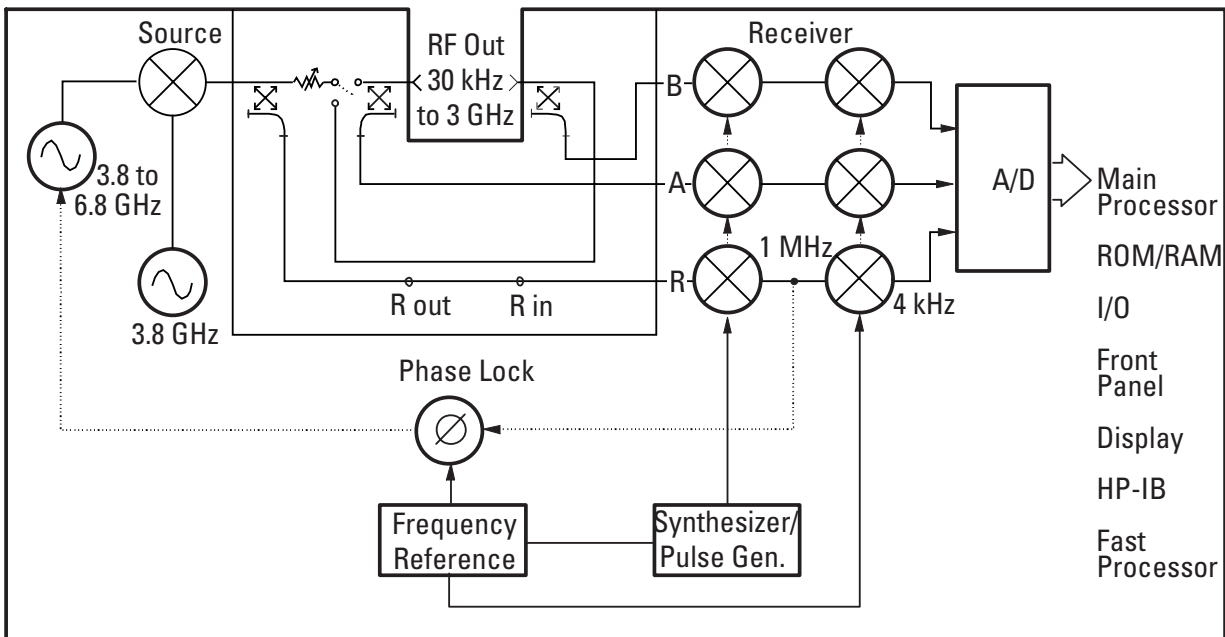 Source
RF Out
30 kHz
to 3 GHz
Receiver
B
A
R
3.8 to
6.8 GHz
3.8 GHz
R out
R in
1 MHz
4 kHz
A/D
Main
Processor
ROM/RAM
I/O
Front
Panel
Display
HP-IB
Fast
Processor
Phase Lock
Frequency
Reference
Synthesizer/
Pulse Gen.